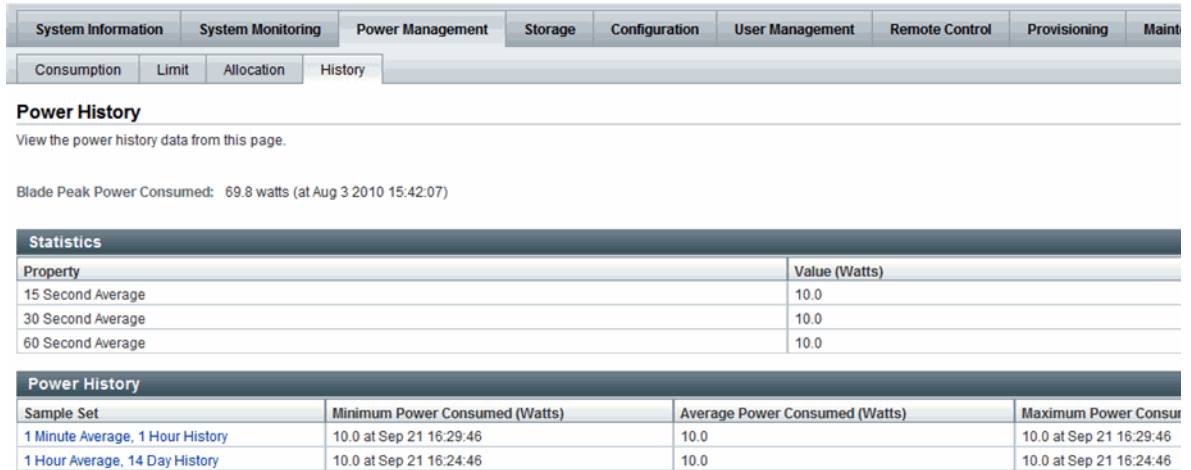 System Information System Monitoring Power Management Storage Configuration User Management Remote Control Provisioning
Consumption Limit Allocation History
Power History
View the power history data from this page.
Blade Peak Power Consumed: 69.8 watts (at Aug 3 2010 15:42:07)
Statistics
Property Value (Watts)
15 Second Average 10.0
30 Second Average 10.0
60 Second Average 10.0
Power History
Sample Set Minimum Power Consumed (Watts) Average Power Consumed (Watts) Maximum Power
1 Minute Average, 1 Hour History 10.0 at Sep 21 16:29:46 10.0 10.0 at Sep 21 16:29:46
1 Hour Average, 14 Day History 10.0 at Sep 21 16:24:46 10.0 10.0 at Sep 21 16:24:46